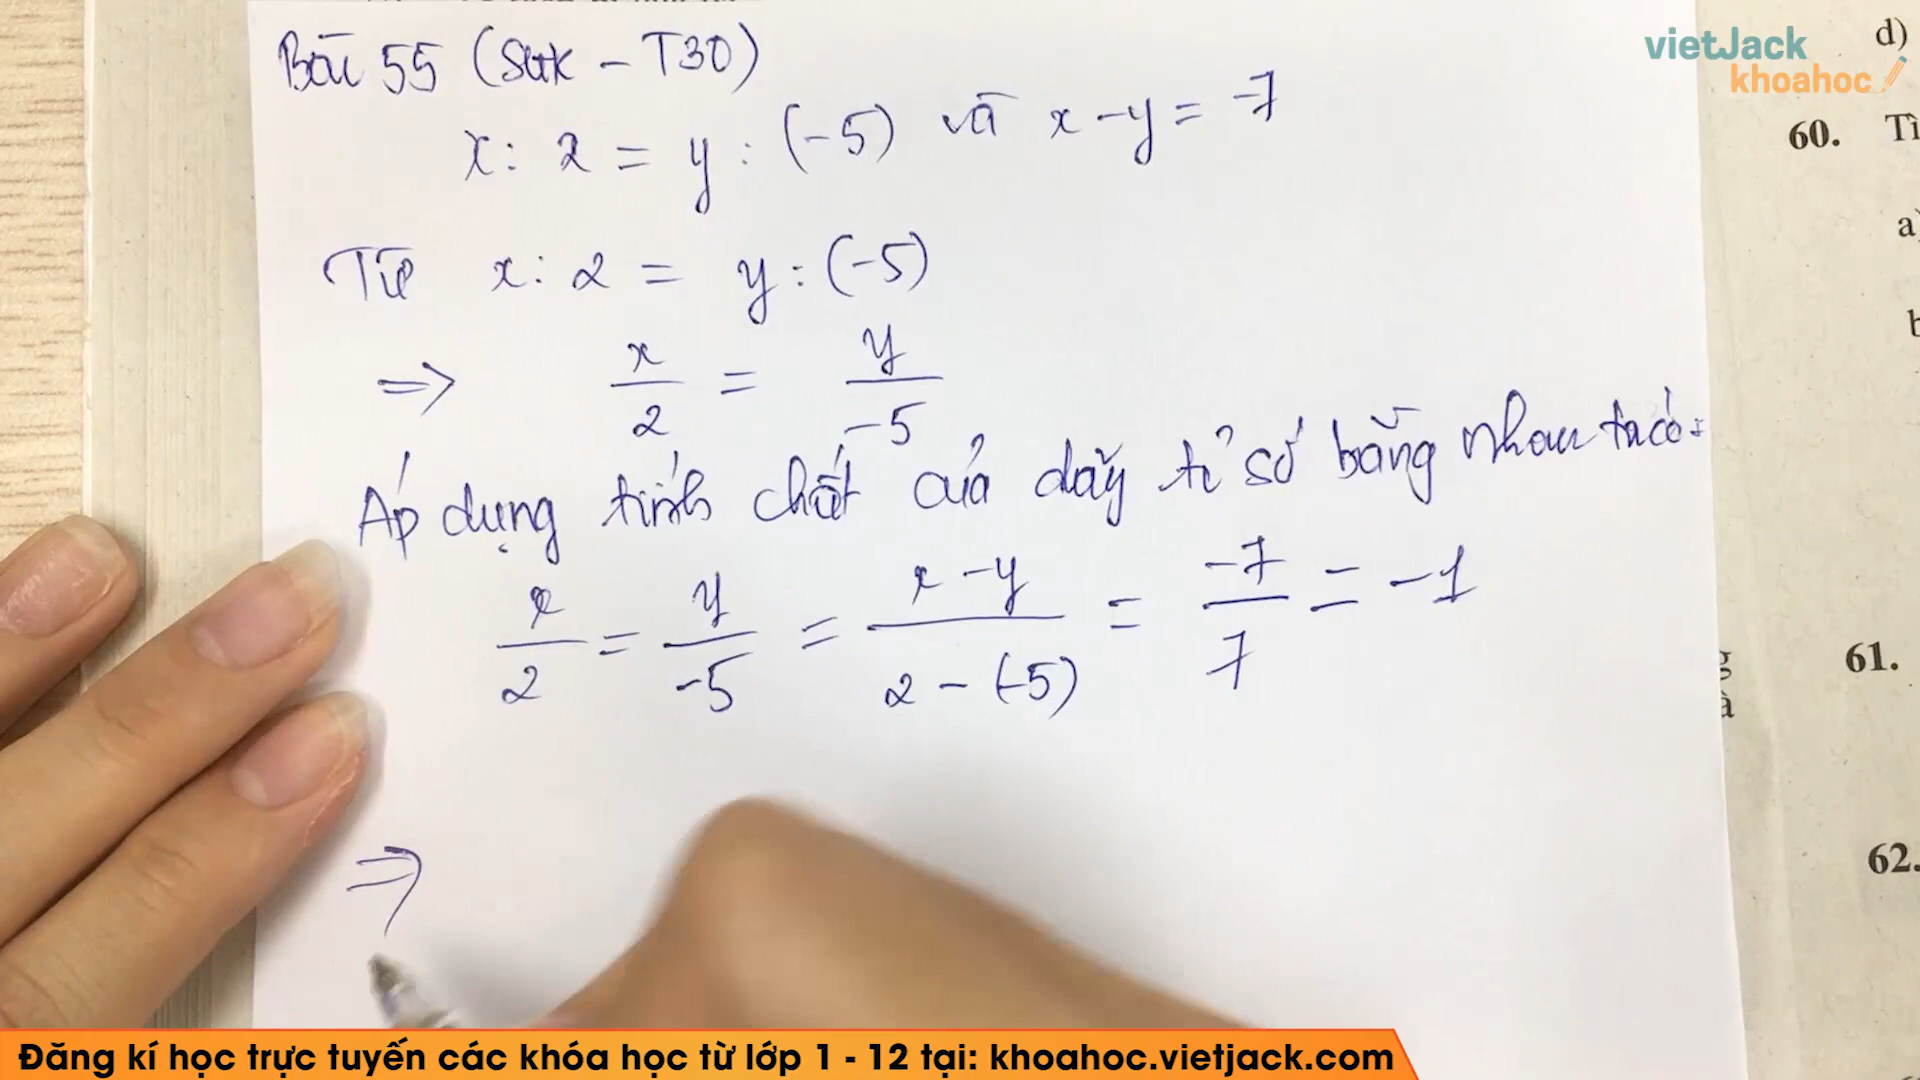 Bài 55 (SGK - T30)
x : 2 = y : (-5) và x - y = -7
Từ x : 2 = y : (-5)
=> x/2 = y/-5
Áp dụng tính chất của dãy tỉ số bằng nhau ta có:
x/2 = y/-5 = x - y/2 - (-5) = -7/7 = -1
=>
vietJack
khoahoc
d)
60. Tì
a)
b
g
à
61.
62.
Đăng kí học trực tuyến các khóa học từ lớp 1 - 12 tại: khoahoc.vietjack.com